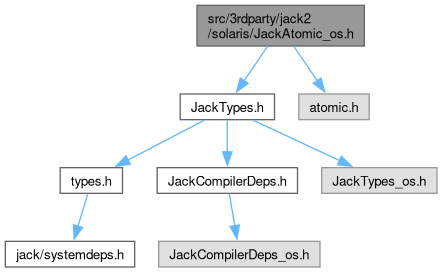 src/3rdparty/jack2
/solaris/JackAtomic_os.h
JackTypes.h
atomic.h
types.h
JackCompilerDeps.h
JackTypes_os.h
jack/systemdeps.h
JackCompilerDeps_os.h